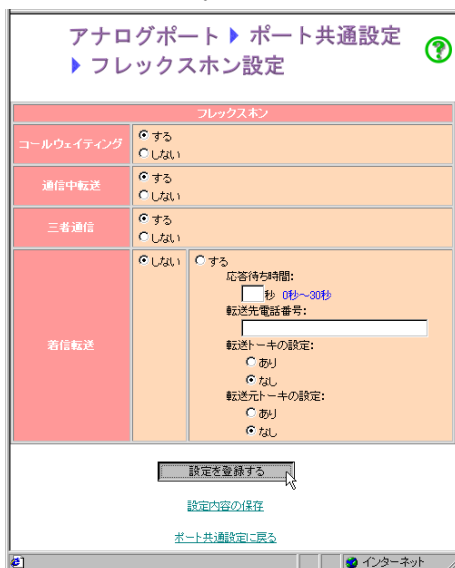 アナログポート▶ポート共通設定
▶フレックスホン設定
?
フレックスホン
コールウェイティング
する
しない
通信中転送
する
しない
三者通信
する
しない
着信転送
しない
する
応答待ち時間:
秒 0秒～30秒
転送先電話番号:
転送トーキの設定:
あり
なし
転送元トーキの設定:
あり
なし
設定を登録する
設定内容の保存
ポート共通設定に戻る
インターネット